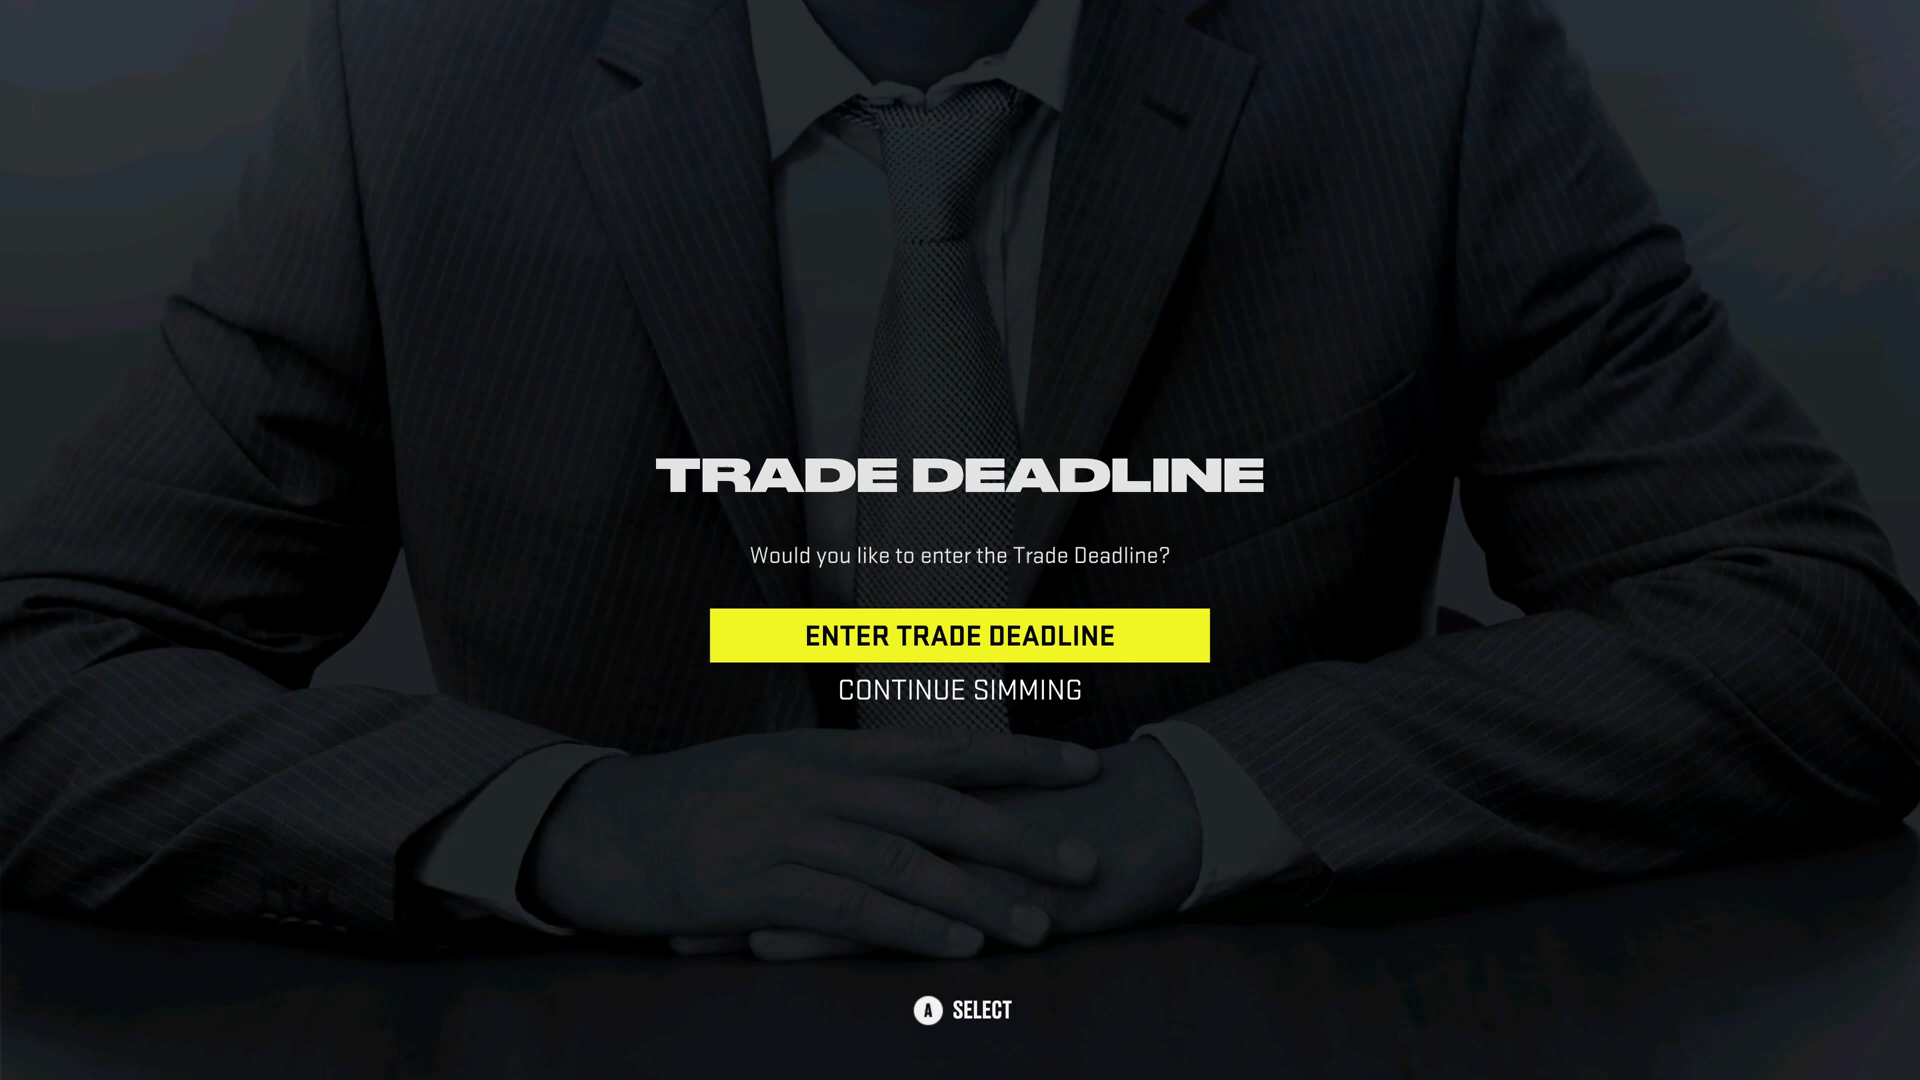 TRADE DEADLINE
Would you like to enter the Trade Deadline?
ENTER TRADE DEADLINE
CONTINUE SIMMING
A SELECT